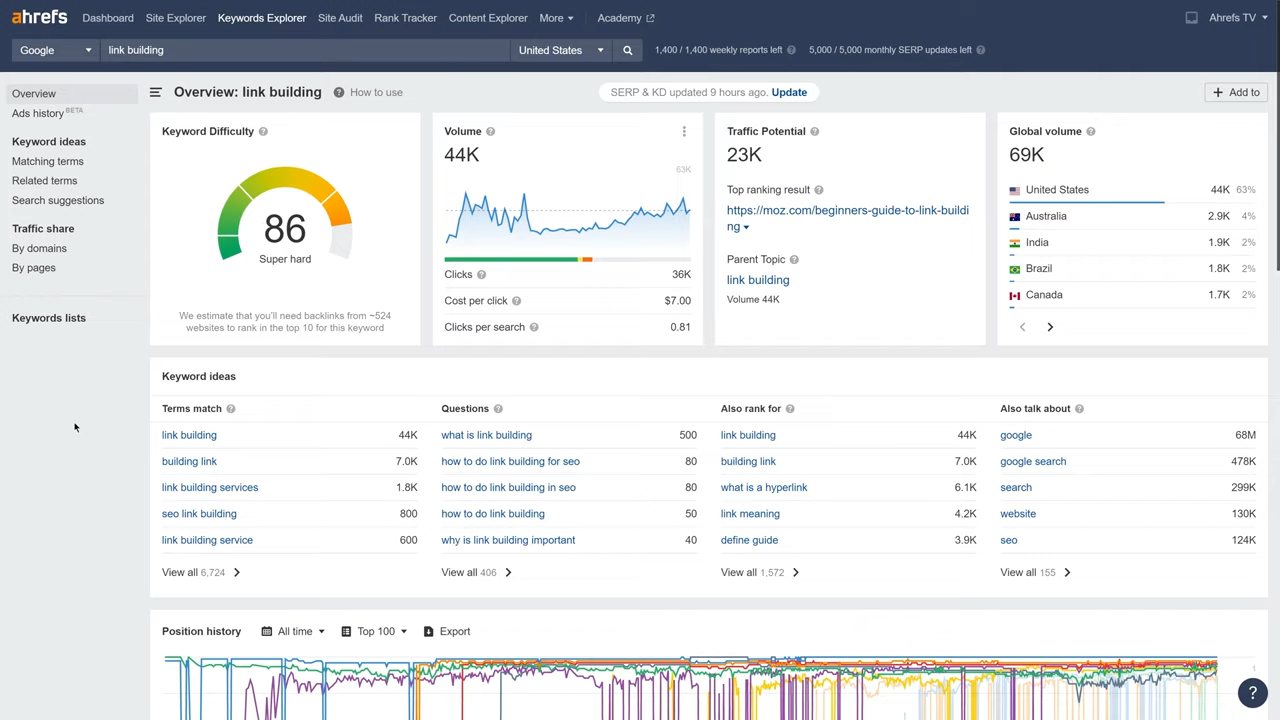 ahrefs Dashboard Site Explorer Keywords Explorer Site Audit Rank Tracker Content Explorer More Academy Ahrefs TV
Google link building United States 1,400 / 1,400 weekly reports left ? 5,000 / 5,000 monthly SERP updates left ?
Overview
Ads history BETA
Keyword ideas
Matching terms
Related terms
Search suggestions
Traffic share
By domains
By pages
Keywords lists
Overview: link building ? How to use SERP & KD updated 9 hours ago. Update + Add to
Keyword Difficulty ?
86
Super hard
We estimate that you'll need backlinks from ~524
websites to rank in the top 10 for this keyword
Volume ?
44K
63K
Clicks ? 36K
Cost per click ? $7.00
Clicks per search ? 0.81
Traffic Potential ?
23K
Top ranking result ?
https://moz.com/beginners-guide-to-link-buildi
ng
Parent Topic ?
link building
Volume 44K
Global volume ?
69K
United States 44K 63%
Australia 2.9K 4%
India 1.9K 2%
Brazil 1.8K 2%
Canada 1.7K 2%
Keyword ideas
Terms match ?
link building 44K
building link 7.0K
link building services 1.8K
seo link building 800
link building service 600
View all 6,724
Questions ?
what is link building 500
how to do link building for seo 80
how to do link building in seo 80
how to do link building 50
why is link building important 40
View all 406
Also rank for ?
link building 44K
building link 7.0K
what is a hyperlink 6.1K
link meaning 4.2K
define guide 3.9K
View all 1,572
Also talk about ?
google 68M
google search 478K
search 299K
website 130K
seo 124K
View all 155
Position history All time Top 100 Export
1
?